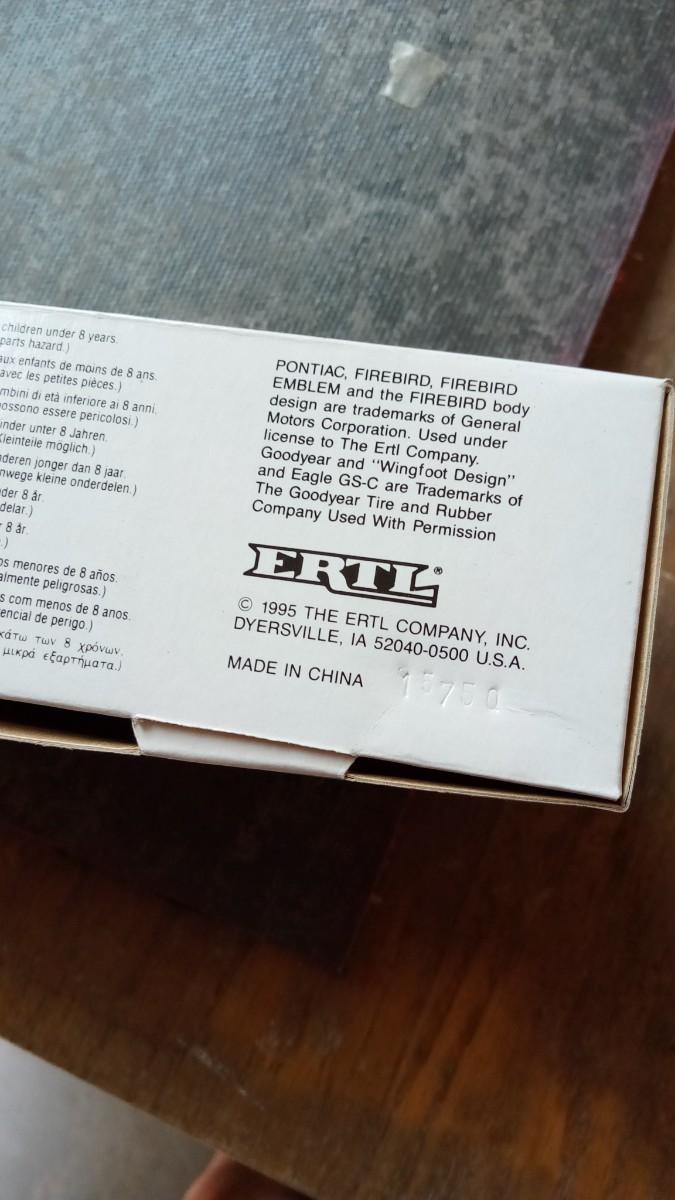 children under 8 years.
parts hazard.)
aux enfants de moins de 8 ans.
avec les petites pièces.)
mbini di età inferiore ai 8 anni.
possono essere pericolosi.)
inder unter 8 Jahren.
Kleinteile möglich.)
nderen jonger dan 8 jaar.
nwege kleine onderdelen.)
der 8 år.
delar.)
r 8 år.
.)
os menores de 8 años.
almente peligrosas.)
s com menos de 8 anos.
encial de perigo.)
κάτω των 8 χρόνων.
μικρά εξαρτήματα.)
PONTIAC, FIREBIRD, FIREBIRD
EMBLEM and the FIREBIRD body
design are trademarks of General
Motors Corporation. Used under
license to The Ertl Company.
Goodyear and "Wingfoot Design"
and Eagle GS-C are Trademarks of
The Goodyear Tire and Rubber
Company Used With Permission
ERTL®
© 1995 THE ERTL COMPANY, INC.
DYERSVILLE, IA 52040-0500 U.S.A.
MADE IN CHINA